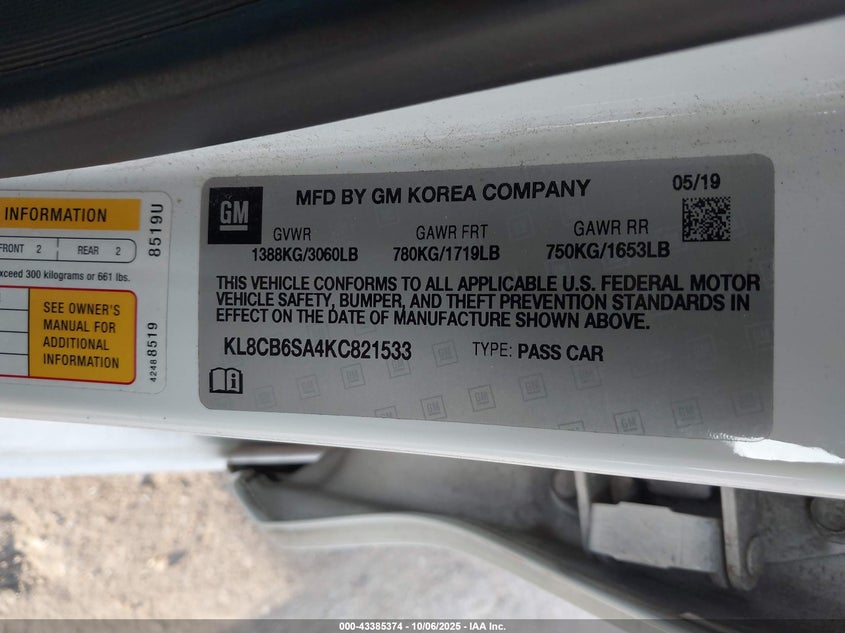 INFORMATION
FRONT 2 REAR 2
exceed 300 kilograms or 661 lbs.
SEE OWNER'S
MANUAL FOR
ADDITIONAL
INFORMATION
8519U
42488519
GM
MFD BY GM KOREA COMPANY
05/19
GVWR GAWR FRT GAWR RR
1388KG/3060LB 780KG/1719LB 750KG/1653LB
THIS VEHICLE CONFORMS TO ALL APPLICABLE U.S. FEDERAL MOTOR
VEHICLE SAFETY, BUMPER, AND THEFT PREVENTION STANDARDS IN
EFFECT ON THE DATE OF MANUFACTURE SHOWN ABOVE.
KL8CB6SA4KC821533 TYPE: PASS CAR
000-43385374 - 10/06/2025 - IAA Inc.